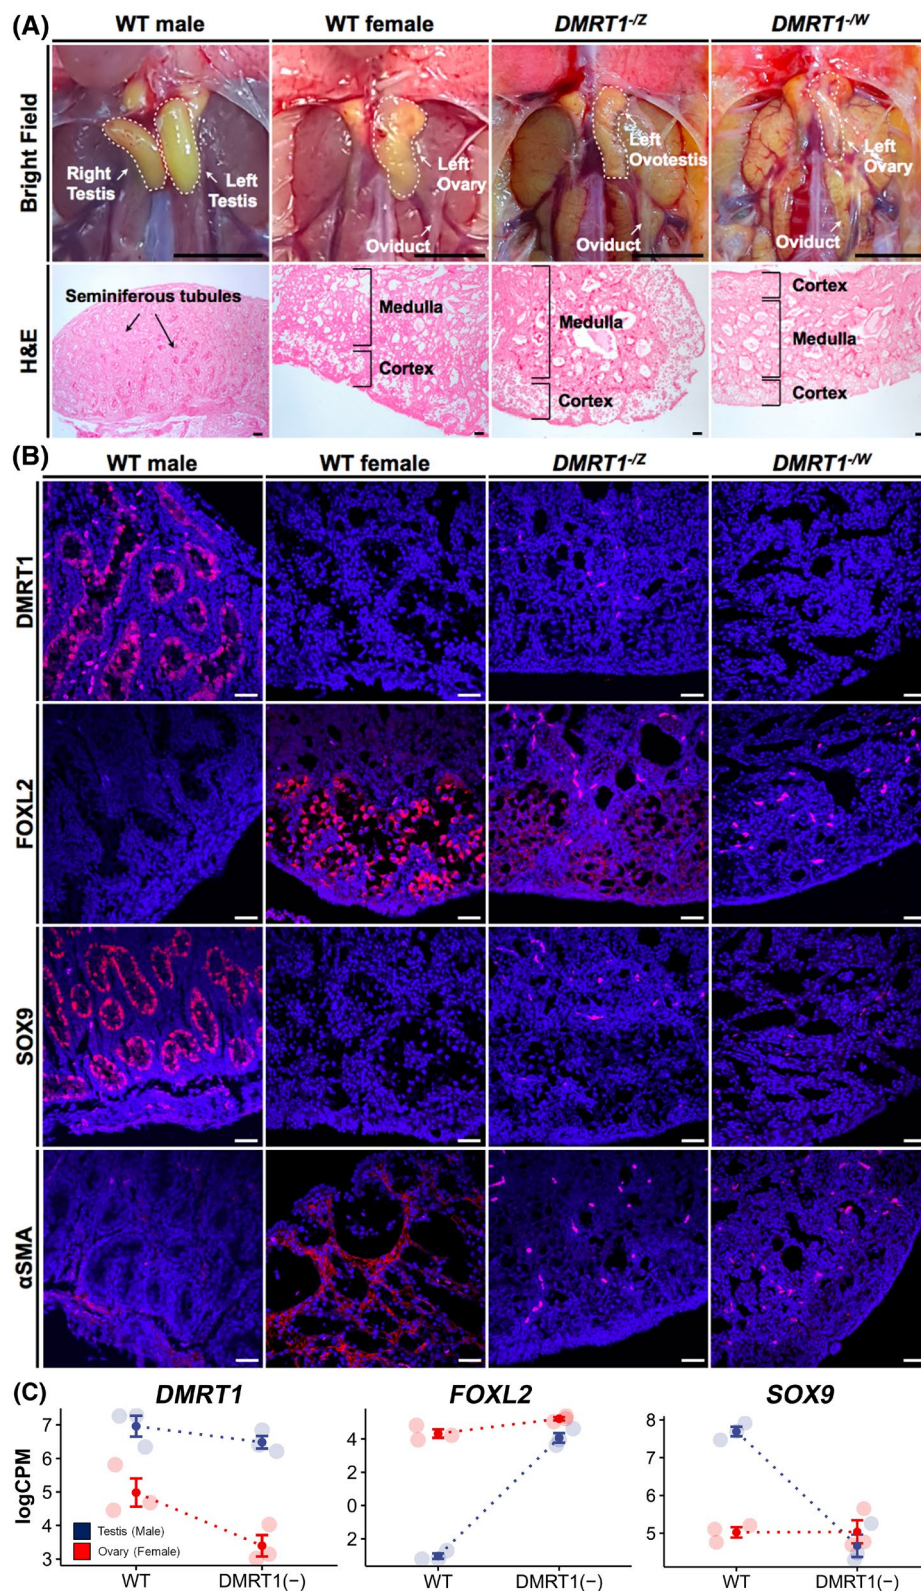 (A)
WT male
WT female
DMRT1-/Z
DMRT1-/W
Bright Field
Right
Testis
Left
Testis
Left
Ovary
Oviduct
Left
Ovotestis
Oviduct
Left
Ovary
Oviduct
H&E
Seminiferous tubules
Medulla
Cortex
Medulla
Cortex
Cortex
Medulla
Cortex
(B)
WT male
WT female
DMRT1-/Z
DMRT1-/W
DMRT1
FOXL2
SOX9
αSMA
(C)
DMRT1
FOXL2
SOX9
logCPM
7
6
5
4
3
Testis (Male)
Ovary (Female)
WT
DMRT1(−)
4
2
0
2
WT
DMRT1(−)
8
7
6
5
WT
DMRT1(−)